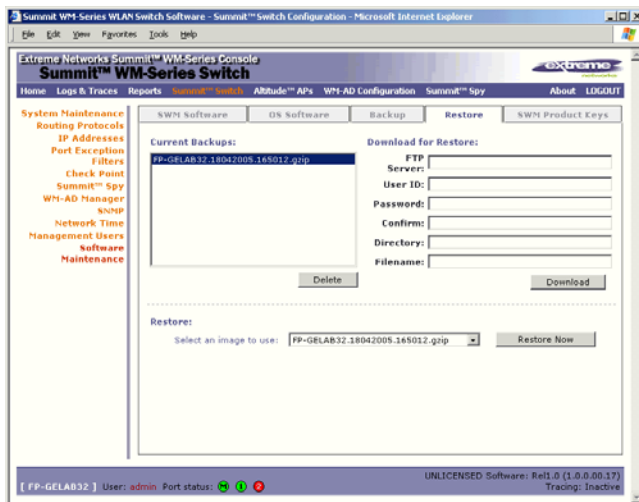 Summit WM-Series WLAN Switch Software - Summit™ Switch Configuration - Microsoft Internet Explorer
File Edit View Favorites Tools Help
Extreme Networks Summit™ WM-Series Console
Summit™ WM-Series Switch
extreme
networks
Home Logs & Traces Reports Summit™ Switch Altitude™ APs WM-AD Configuration Summit™ Spy About LOGOUT
System Maintenance
Routing Protocols
IP Addresses
Port Exception
Filters
Check Point
Summit™ Spy
WM-AD Manager
SNMP
Network Time
Management Users
Software
Maintenance
SWM Software OS Software Backup Restore SWM Product Keys
Current Backups:
FP-GELAB32.18042005.165012.gzip
Delete
Download for Restore:
FTP
Server:
User ID:
Password:
Confirm:
Directory:
Filename:
Download
Restore:
Select an image to use: FP-GELAB32.18042005.165012.gzip Restore Now
[ FP-GELAB32 ] User: admin Port status: M 1 2
UNLICENSED Software: Rel1.0 (1.0.0.00.17)
Tracing: Inactive